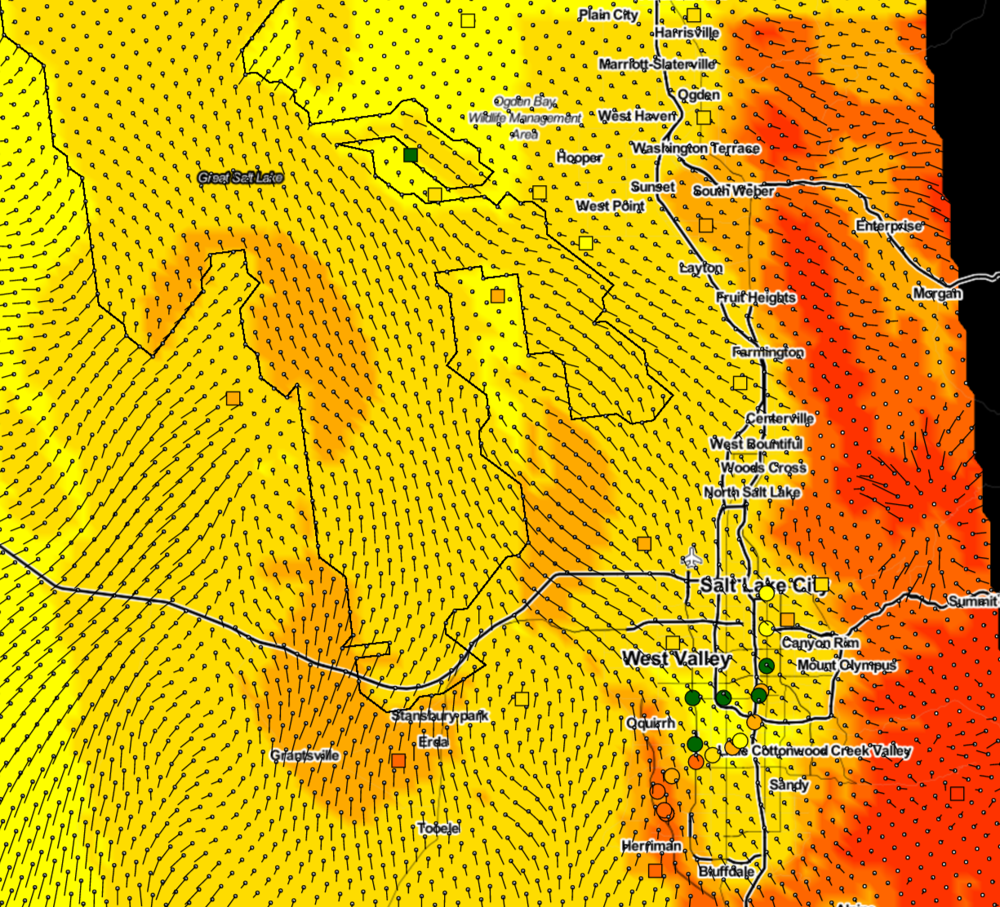 Plain City
Harrisville
Marriott-Slaterville
Ogden
Ogden Bay
Wildlife Management
Area
West Haven
Washington Terrace
Hooper
Great Salt Lake
Sunset
South Weber
West Point
Enterprise
Layton
Morgan
Fruit Heights
Farmington
Centerville
West Bountiful
Woods Cross
North Salt Lake
Salt Lake City
Summit
Canyon Rim
West Valley
Mount Olympus
Stansbury park
Oquirrh
Erda
Grantsville
Cottonwood Creek Valley
Sandy
Tooele
Herriman
Bluffdale